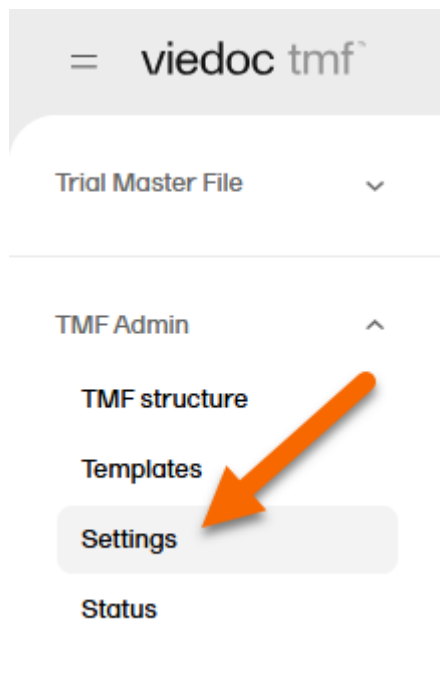 viedoc tmf
Trial Master File
TMF Admin
TMF structure
Templates
Settings
Status